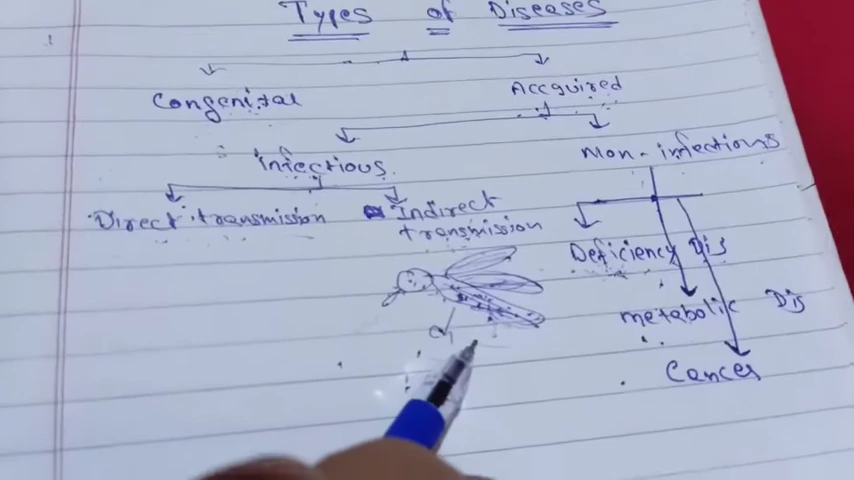 Types of Diseases
Congenital
Accquired
Infectious
Non-infectious
Direct transmission
Indirect
transmission
Deficiency Dis
metabolic Dis
Cancer